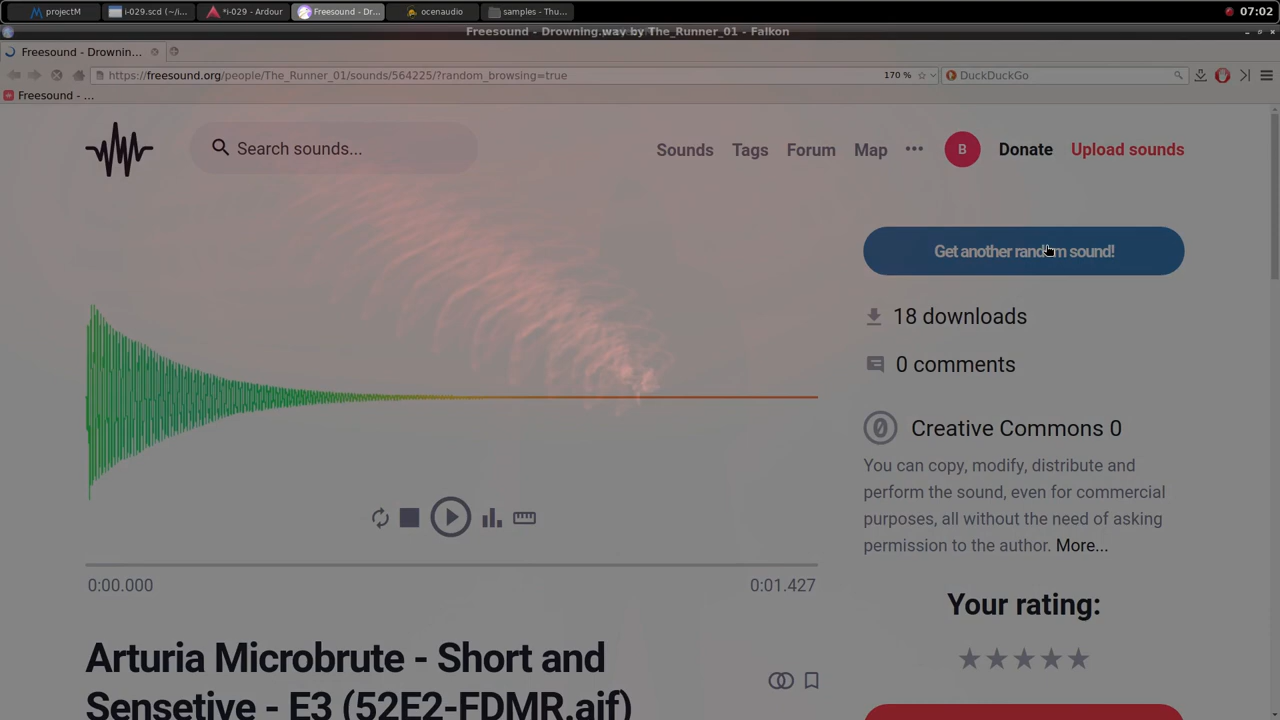 projectM
i-029.scd (~/i...
*i-029 - Ardour
Freesound - Dr...
ocenaudio
samples - Thu...
07:02
Freesound - Drowning.wav by The_Runner_01 - Falkon
Freesound - Drownin...
https://freesound.org/people/The_Runner_01/sounds/564225/?random_browsing=true
170 %
DuckDuckGo
Freesound - ...
Search sounds...
Sounds
Tags
Forum
Map
B
Donate
Upload sounds
Get another random sound!
18 downloads
0 comments
0
Creative Commons 0
You can copy, modify, distribute and
perform the sound, even for commercial
purposes, all without the need of asking
permission to the author. More...
0:00.000
0:01.427
Your rating:
Arturia Microbrute - Short and
Sensetive - E3 (52E2-FDMR.aif)